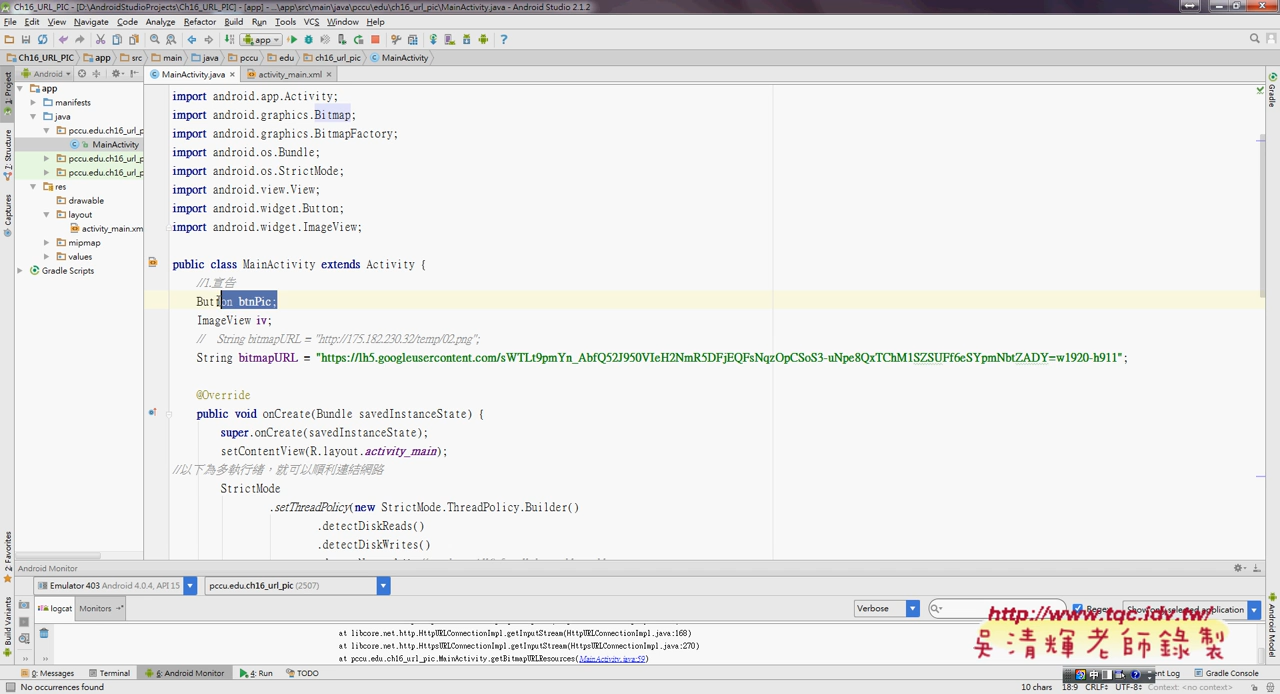 Ch16_URL_PIC - [D:\AndroidStudioProjects\Ch16_URL_PIC] - [app] - ...\app\src\main\java\pccu\edu\ch16_url_pic\MainActivity.java - Android Studio 2.1.2
File Edit View Navigate Code Analyze Refactor Build Run Tools VCS Window Help
app
Ch16_URL_PIC app src main java pccu edu ch16_url_pic MainActivity
Android MainActivity.java activity_main.xml
1: Project
7: Structure
Captures
2: Favorites
Build Variants
Gradle
Android Model
app
manifests
java
pccu.edu.ch16_url_p
MainActivity
pccu.edu.ch16_url_p
pccu.edu.ch16_url_p
res
drawable
layout
activity_main.xm
mipmap
values
Gradle Scripts
import android.app.Activity;
import android.graphics.Bitmap;
import android.graphics.BitmapFactory;
import android.os.Bundle;
import android.os.StrictMode;
import android.view.View;
import android.widget.Button;
import android.widget.ImageView;
public class MainActivity extends Activity {
//1.宣告
Button btnPic;
ImageView iv;
// String bitmapURL = "http://175.182.230.32/temp/02.png";
String bitmapURL = "https://lh5.googleusercontent.com/sWTLt9pmYn_AbfQ52J950VIeH2NmR5DFjEQFsNqzOpCSoS3-uNpe8QxTChM1SZSUFf6eSYpmNbtZADY=w1920-h911";
@Override
public void onCreate(Bundle savedInstanceState) {
super.onCreate(savedInstanceState);
setContentView(R.layout.activity_main);
//以下為多執行緒，就可以順利連結網路
StrictMode
.setThreadPolicy(new StrictMode.ThreadPolicy.Builder()
.detectDiskReads()
.detectDiskWrites()
Android Monitor
Emulator 403 Android 4.0.4, API 15 pccu.edu.ch16_url_pic (2507)
logcat Monitors Verbose Regex Show only selected application
http://www.tqc.idv.tw/
吳清輝老師錄製
at libcore.net.http.HttpURLConnectionImpl.getInputStream(HttpURLConnectionImpl.java:168)
at libcore.net.http.HttpsURLConnectionImpl.getInputStream(HttpsURLConnectionImpl.java:270)
at pccu.edu.ch16_url_pic.MainActivity.getBitmapURLResources(MainActivity.java:59)
0: Messages Terminal 6: Android Monitor 4: Run TODO Event Log Gradle Console
No occurrences found 10 chars 18:9 CRLF UTF-8 Context: <no context>